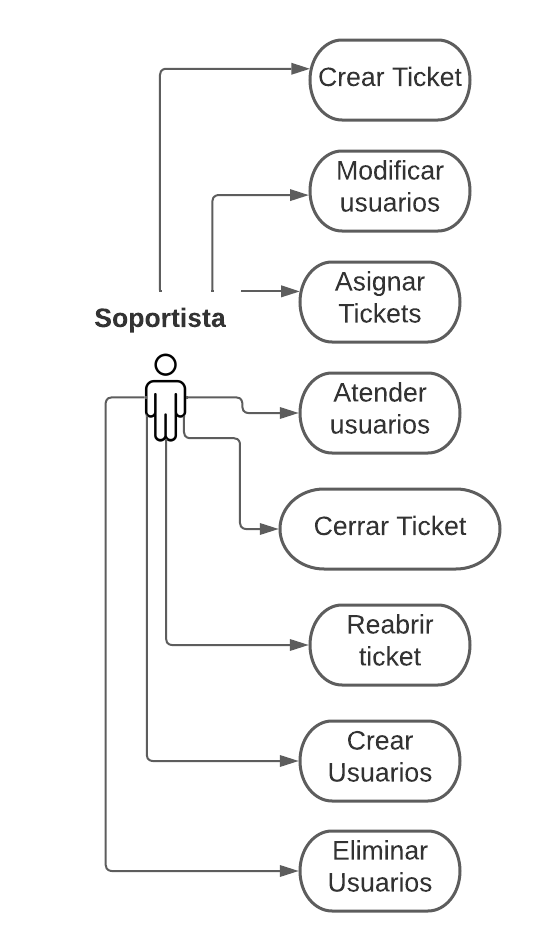 Crear Ticket
Modificar
usuarios
Asignar
Tickets
Soportista
Atender
usuarios
Cerrar Ticket
Reabrir
ticket
Crear
Usuarios
Eliminar
Usuarios